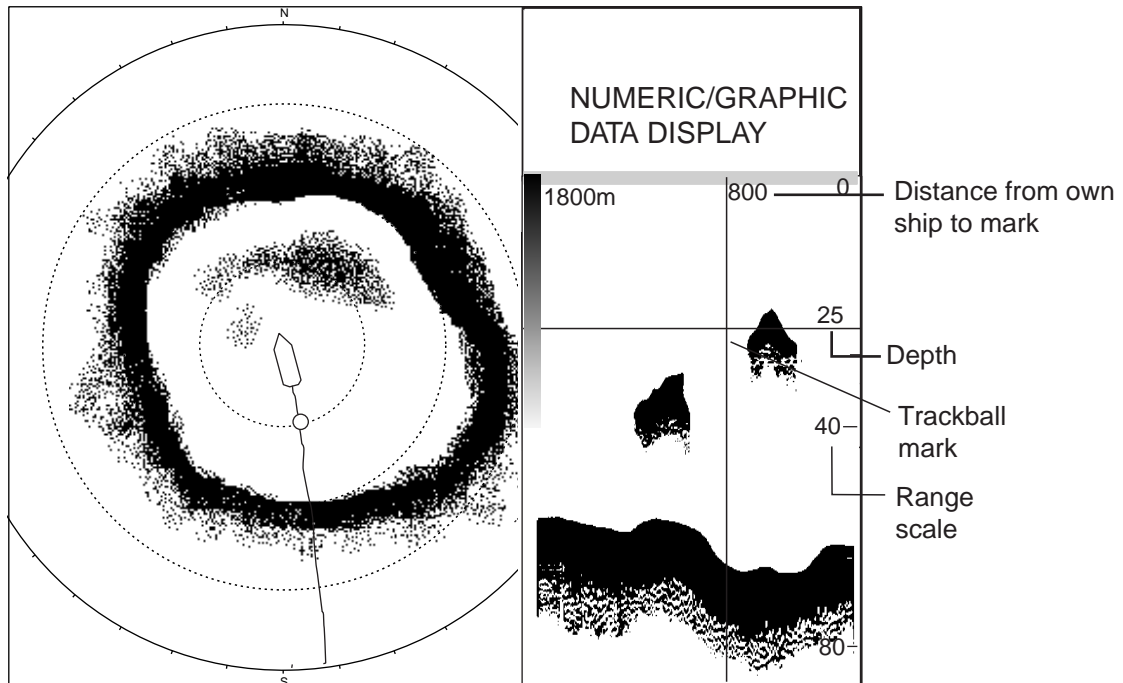 N
NUMERIC/GRAPHIC
DATA DISPLAY
1800m
800
0
Distance from own
ship to mark
25
Depth
Trackball
mark
40
Range
scale
80
S